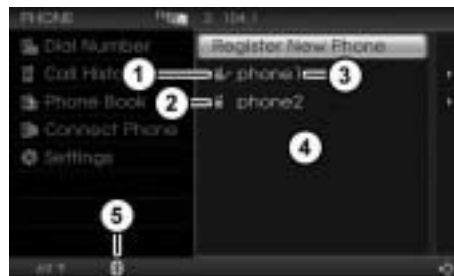 PHONE
Dial Number
Call Hist
Phone Book
Connect Phone
Settings
Register New Phone
1
phone1
3
2
phone2
4
5